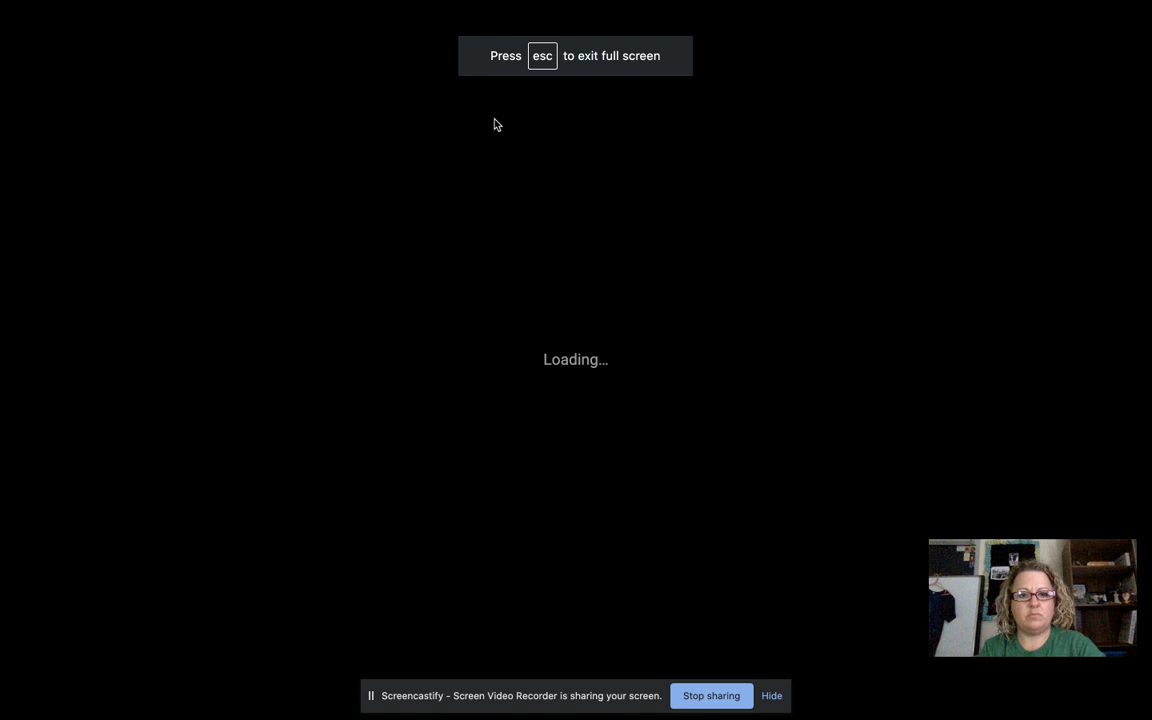 Press esc to exit full screen
Loading...
Screencastify - Screen Video Recorder is sharing your screen. Stop sharing Hide